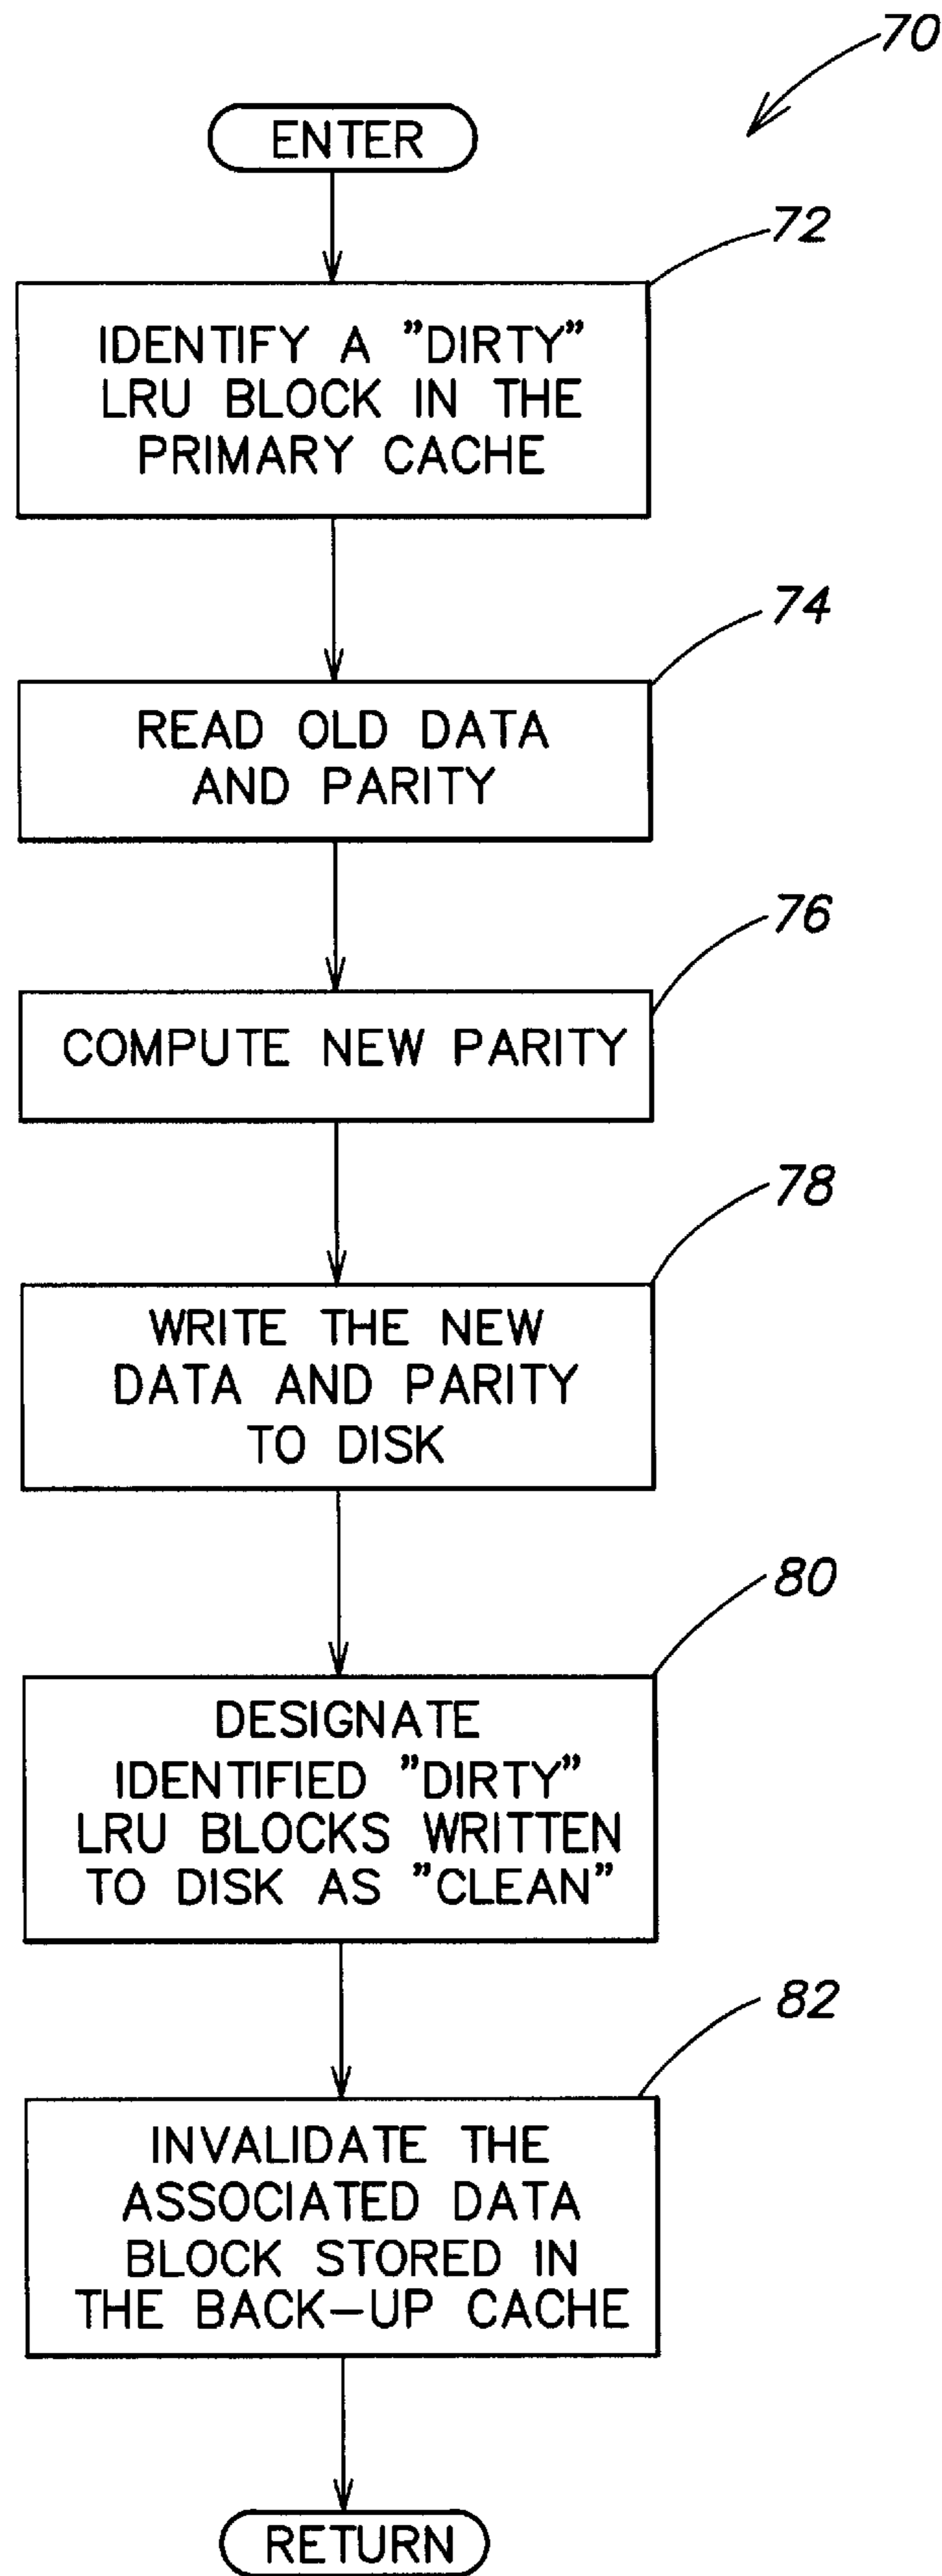 70
ENTER
72
IDENTIFY A ”DIRTY”
LRU BLOCK IN THE
PRIMARY CACHE
74
READ OLD DATA
AND PARITY
76
COMPUTE NEW PARITY
78
WRITE THE NEW
DATA AND PARITY
TO DISK
80
DESIGNATE
IDENTIFIED ”DIRTY”
LRU BLOCKS WRITTEN
TO DISK AS ”CLEAN”
82
INVALIDATE THE
ASSOCIATED DATA
BLOCK STORED IN
THE BACK–UP CACHE
RETURN